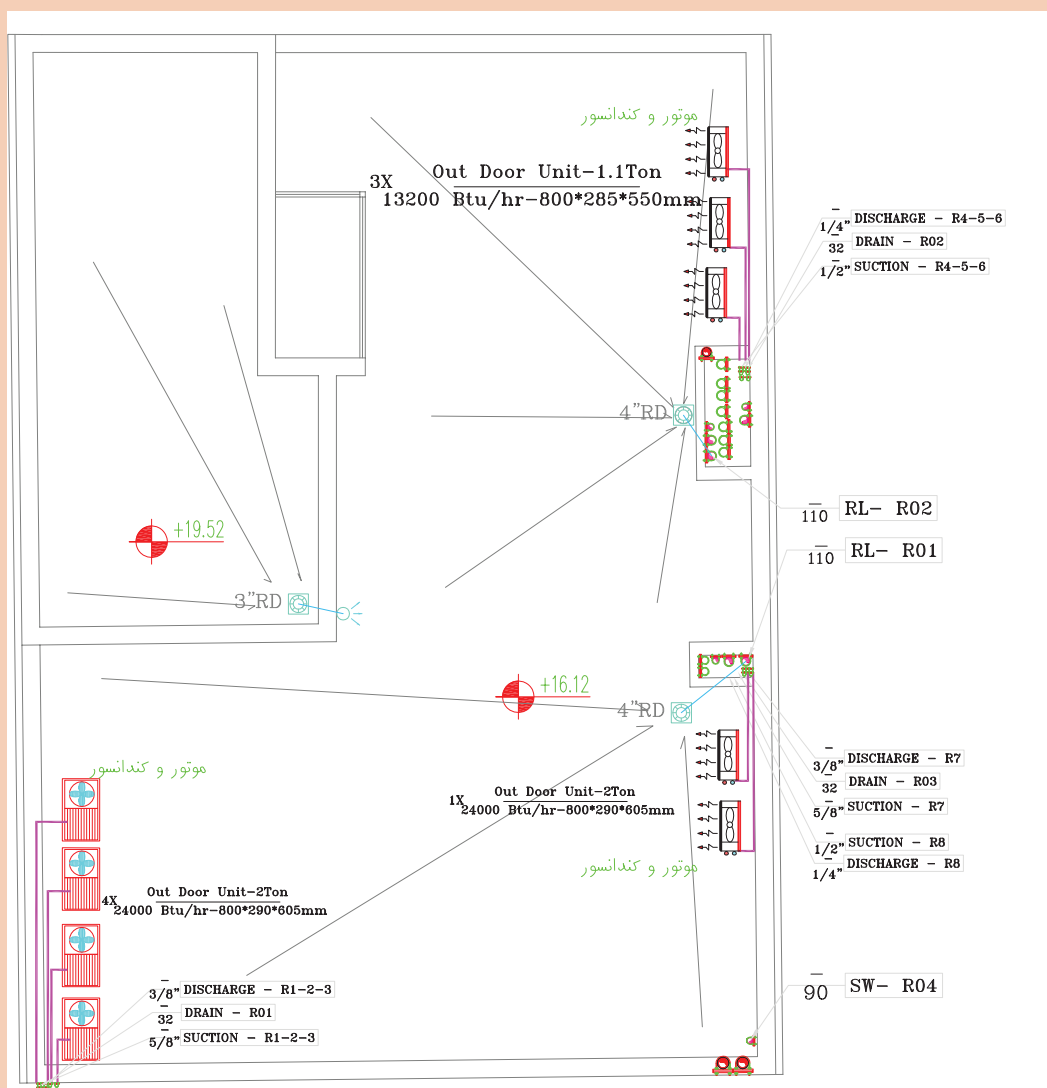 موتور و کندانسور
3X
Out Door Unit-1.1Ton
13200 Btu/hr-800*285*550mm
1/4" DISCHARGE - R4-5-6
32 DRAIN - R02
1/2" SUCTION - R4-5-6
4"RD
110 RL- R02
+19.52
110 RL- R01
3"RD
+16.12
4"RD
3/8" DISCHARGE - R7
32 DRAIN - R03
5/8" SUCTION - R7
1/2" SUCTION - R8
1/4" DISCHARGE - R8
موتور و کندانسور
1X
Out Door Unit-2Ton
24000 Btu/hr-800*290*605mm
موتور و کندانسور
4X
Out Door Unit-2Ton
24000 Btu/hr-800*290*605mm
3/8" DISCHARGE - R1-2-3
32 DRAIN - R01
5/8" SUCTION - R1-2-3
90 SW- R04